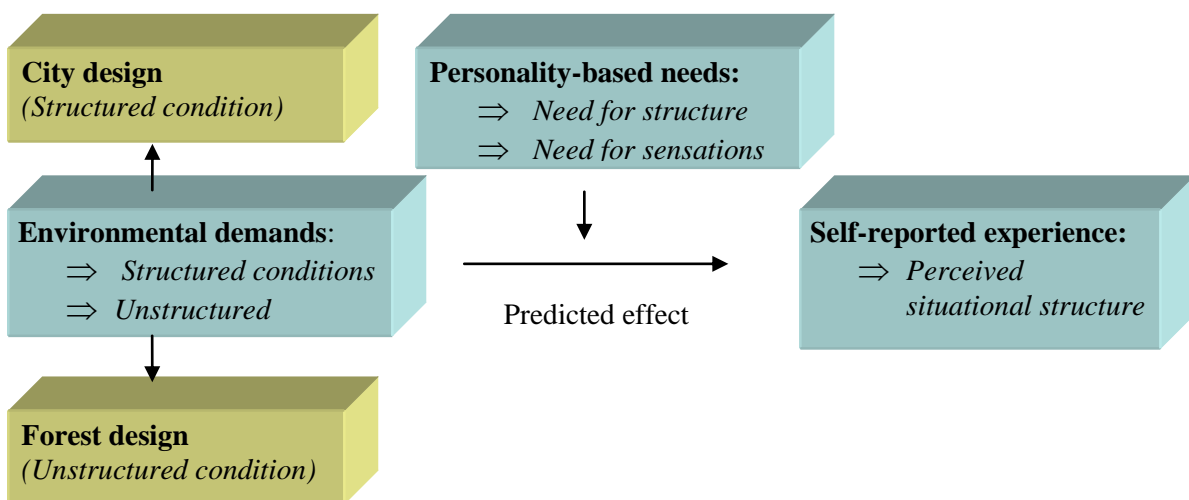 City design
(Structured condition)
Personality-based needs:
⇒ Need for structure
⇒ Need for sensations
Environmental demands:
⇒ Structured conditions
⇒ Unstructured
Predicted effect
Self-reported experience:
⇒ Perceived
situational structure
Forest design
(Unstructured condition)